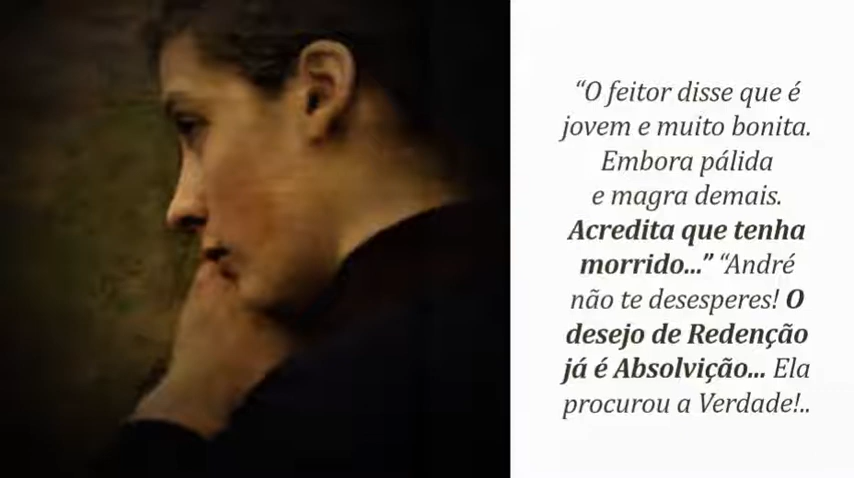 “O feitor disse que é
jovem e muito bonita.
Embora pálida
e magra demais.
Acredita que tenha
morrido...” “André
não te desesperes! O
desejo de Redenção
já é Absolvição... Ela
procurou a Verdade!..